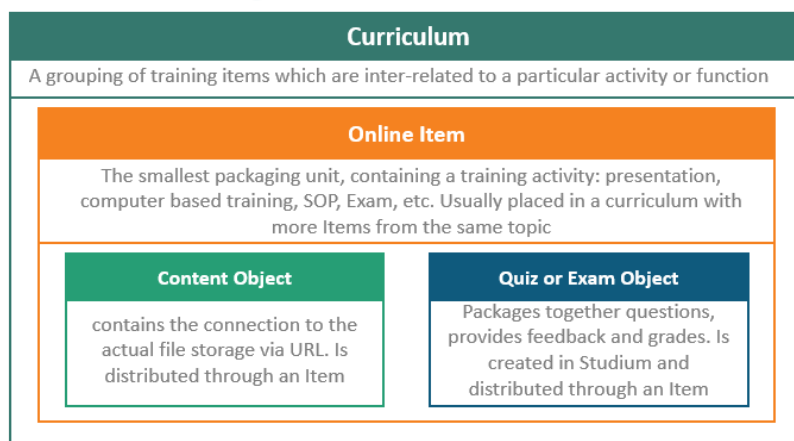 Curriculum
A grouping of training items which are inter-related to a particular activity or function
Online Item
The smallest packaging unit, containing a training activity: presentation,
computer based training, SOP, Exam, etc. Usually placed in a curriculum with
more Items from the same topic
Content Object
contains the connection to the
actual file storage via URL. Is
distributed through an Item
Quiz or Exam Object
Packages together questions,
provides feedback and grades. Is
created in Studium and
distributed through an Item